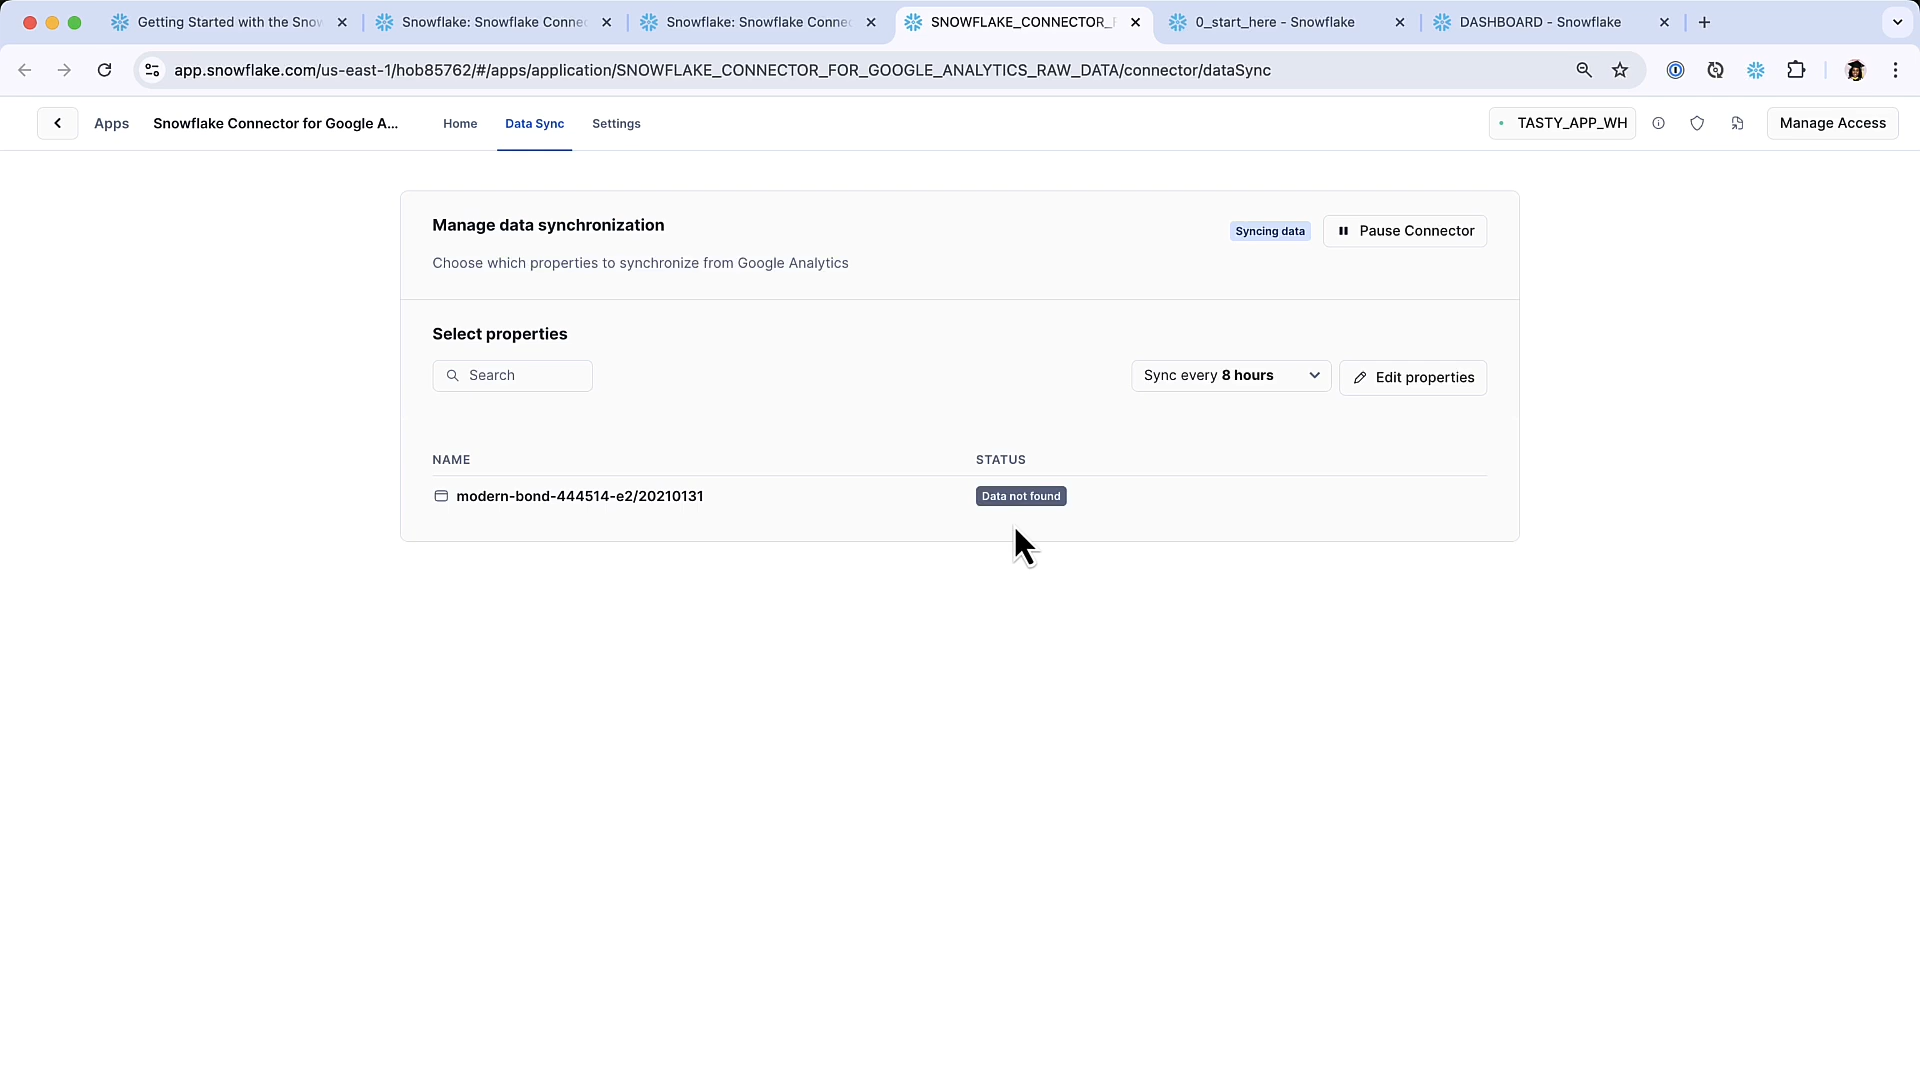 Getting Started with the Snow
Snowflake: Snowflake Connec
Snowflake: Snowflake Connec
SNOWFLAKE_CONNECTOR_F
0_start_here - Snowflake
DASHBOARD - Snowflake
app.snowflake.com/us-east-1/hob85762/#/apps/application/SNOWFLAKE_CONNECTOR_FOR_GOOGLE_ANALYTICS_RAW_DATA/connector/dataSync
Apps
Snowflake Connector for Google A...
Home
Data Sync
Settings
TASTY_APP_WH
Manage Access
Manage data synchronization
Syncing data
Pause Connector
Choose which properties to synchronize from Google Analytics
Select properties
Search
Sync every 8 hours
Edit properties
NAME
STATUS
modern-bond-444514-e2/20210131
Data not found